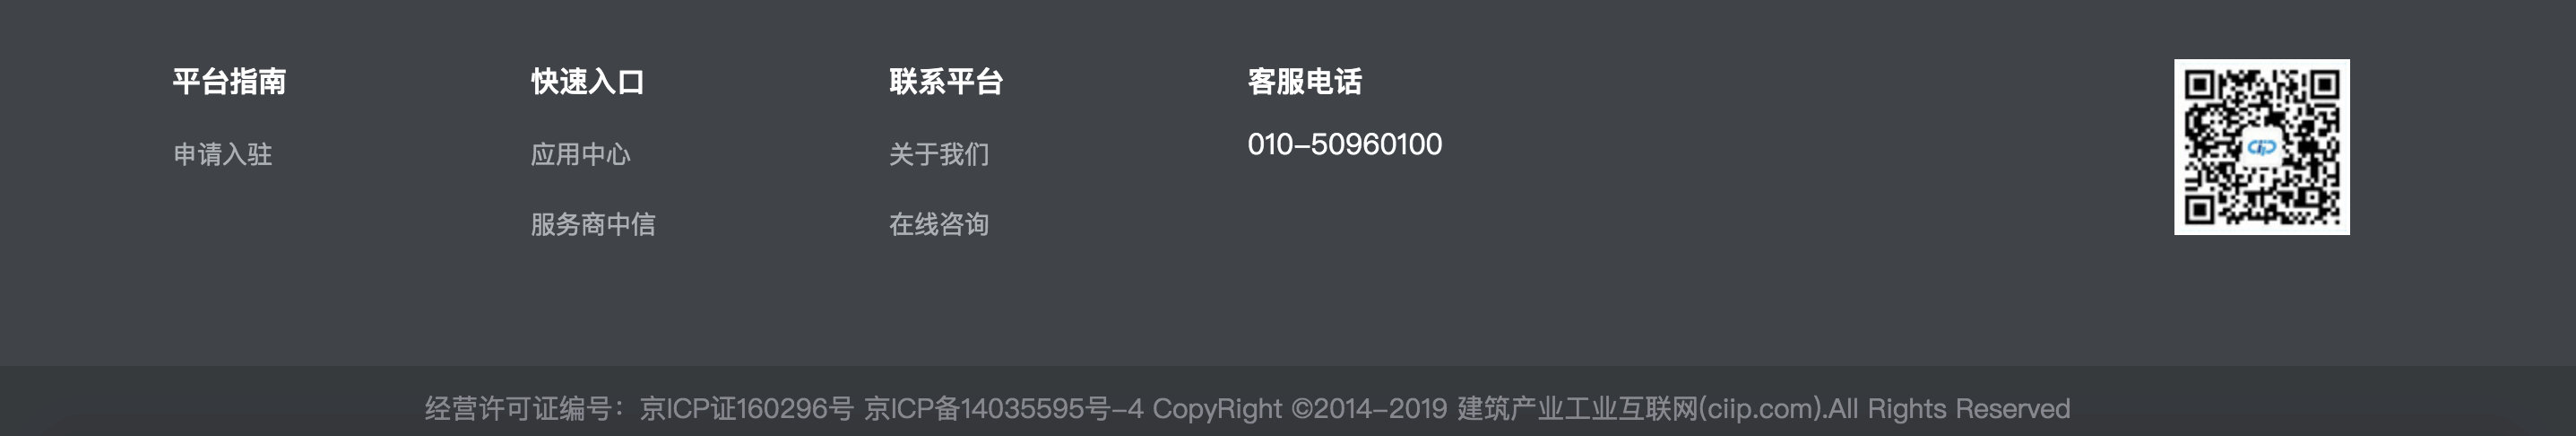 平台指南
申请入驻
快速入口
应用中心
服务商中信
联系平台
关于我们
在线咨询
客服电话
010-50960100
经营许可证编号：京ICP证160296号 京ICP备14035595号-4 CopyRight ©2014-2019 建筑产业工业互联网(ciip.com).All Rights Reserved